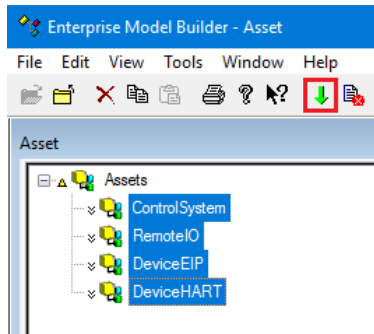 Enterprise Model Builder - Asset
File Edit View Tools Window Help
Asset
Assets
ControlSystem
RemoteIO
DeviceEIP
DeviceHART